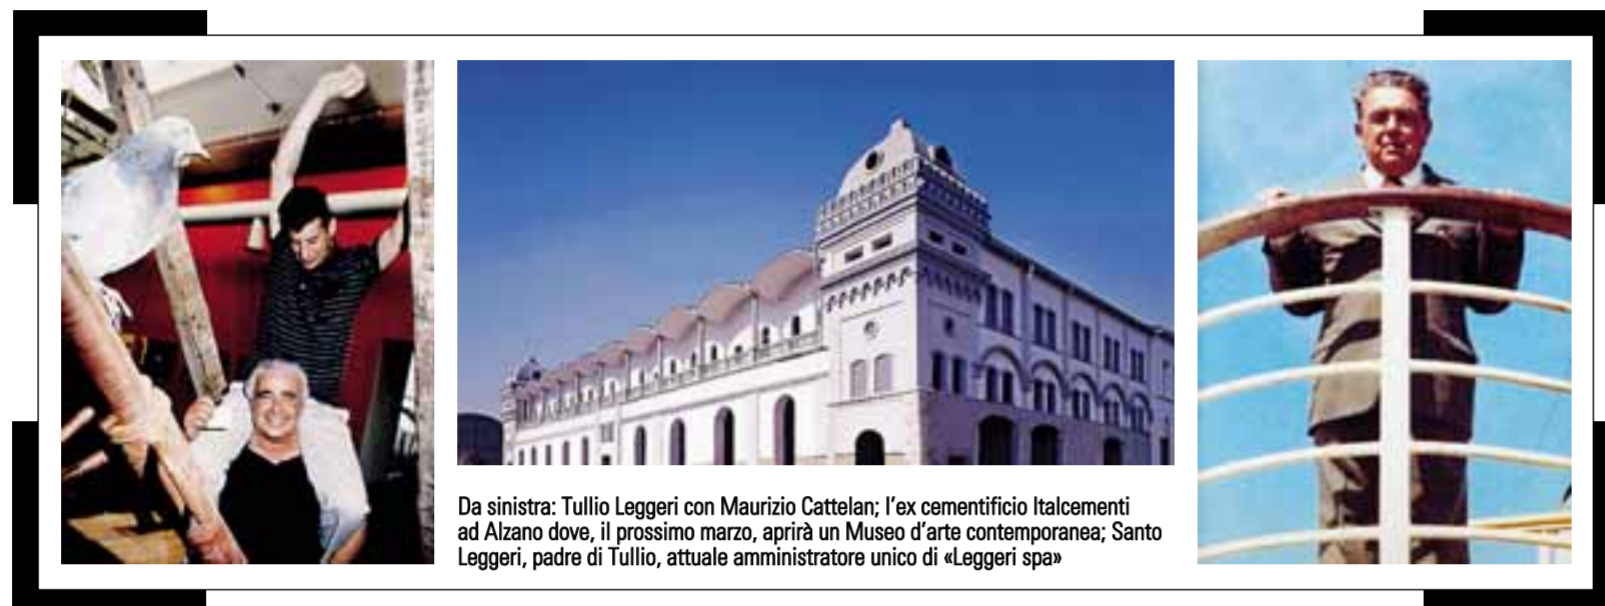 Da sinistra: Tullio Leggeri con Maurizio Cattelan; l'ex cementificio Italcementi
ad Alzano dove, il prossimo marzo, aprirà un Museo d'arte contemporanea; Santo
Leggeri, padre di Tullio, attuale amministratore unico di «Leggeri spa»